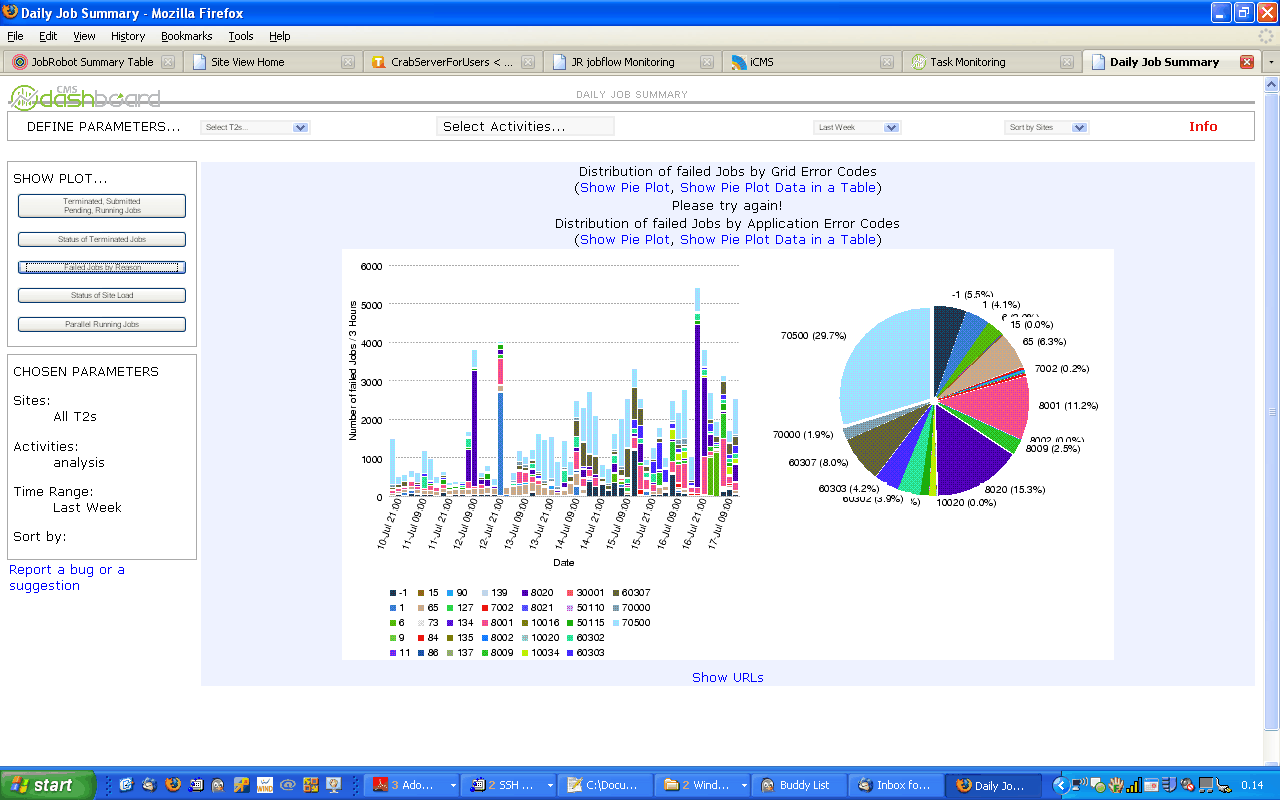 Daily Job Summary - Mozilla Firefox
File Edit View History Bookmarks Tools Help
JobRobot Summary Table Site View Home CrabServerForUsers < ... JR jobflow Monitoring iCMS Task Monitoring Daily Job Summary
CMS dashboard
DAILY JOB SUMMARY
DEFINE PARAMETERS... Select T2s... Select Activities... Last Week Sort by Sites Info
SHOW PLOT...
Terminated, Submitted
Pending, Running Jobs
Status of Terminated Jobs
Failed Jobs by Reason
Status of Site Load
Parallel Running Jobs
CHOSEN PARAMETERS
Sites:
All T2s
Activities:
analysis
Time Range:
Last Week
Sort by:
Report a bug or a
suggestion
Distribution of failed Jobs by Grid Error Codes
(Show Pie Plot, Show Pie Plot Data in a Table)
Please try again!
Distribution of failed Jobs by Application Error Codes
(Show Pie Plot, Show Pie Plot Data in a Table)
Number of failed Jobs / 3 Hours
6000
5000
4000
3000
2000
1000
0
10-Jul 21:00
11-Jul 09:00
11-Jul 21:00
12-Jul 09:00
12-Jul 21:00
13-Jul 09:00
13-Jul 21:00
14-Jul 09:00
14-Jul 21:00
15-Jul 09:00
15-Jul 21:00
16-Jul 09:00
16-Jul 21:00
17-Jul 09:00
Date
-1 (5.5%)
1 (4.1%)
15 (0.0%)
65 (6.3%)
7002 (0.2%)
8001 (11.2%)
8002 (0.0%)
8009 (2.5%)
8020 (15.3%)
10020 (0.0%)
60302 (3.9%)
60303 (4.2%)
60307 (8.0%)
70000 (1.9%)
70500 (29.7%)
-1 15 90 139 8020 30001 60307
1 65 127 7002 8021 50110 70000
6 73 134 8001 10016 50115 70500
9 84 135 8002 10020 60302
11 86 137 8009 10034 60303
Show URLs
start 3 Ado... 2 SSH ... C:\Docu... 2 Wind... Buddy List Inbox fo... Daily Jo... 0.14